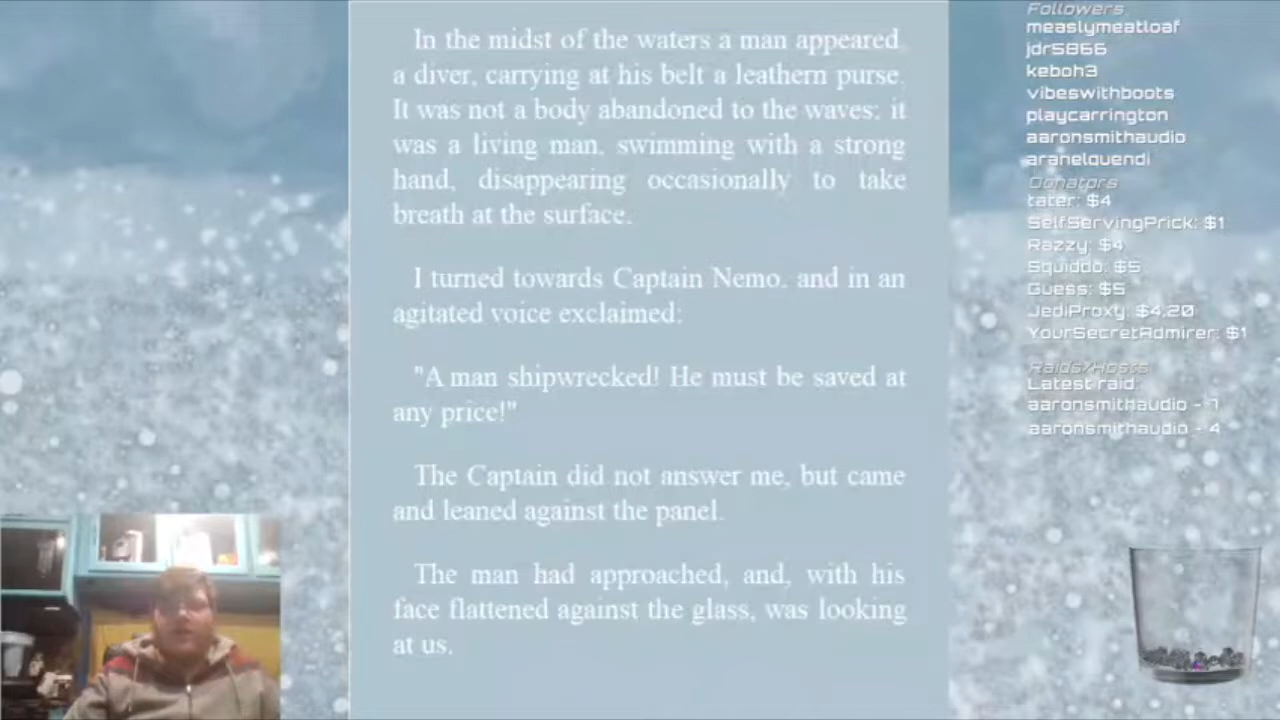 In the midst of the waters a man appeared,
a diver, carrying at his belt a leathern purse.
It was not a body abandoned to the waves; it
was a living man, swimming with a strong
hand, disappearing occasionally to take
breath at the surface.
I turned towards Captain Nemo, and in an
agitated voice exclaimed:
"A man shipwrecked! He must be saved at
any price!"
The Captain did not answer me, but came
and leaned against the panel.
The man had approached, and, with his
face flattened against the glass, was looking
at us.
Followers
measlymeatloaf
jdr5866
keboh3
vibeswithboots
playcarrington
aaronsmithaudio
aranelquendi
Donators
tater: $4
SelfServingPrick: $1
Razzy: $4
Squiddo: $5
Guess: $5
JediProxy: $4.20
YourSecretAdmirer: $1
Raids/Hosts
Latest raid:
aaronsmithaudio - 1
aaronsmithaudio - 4